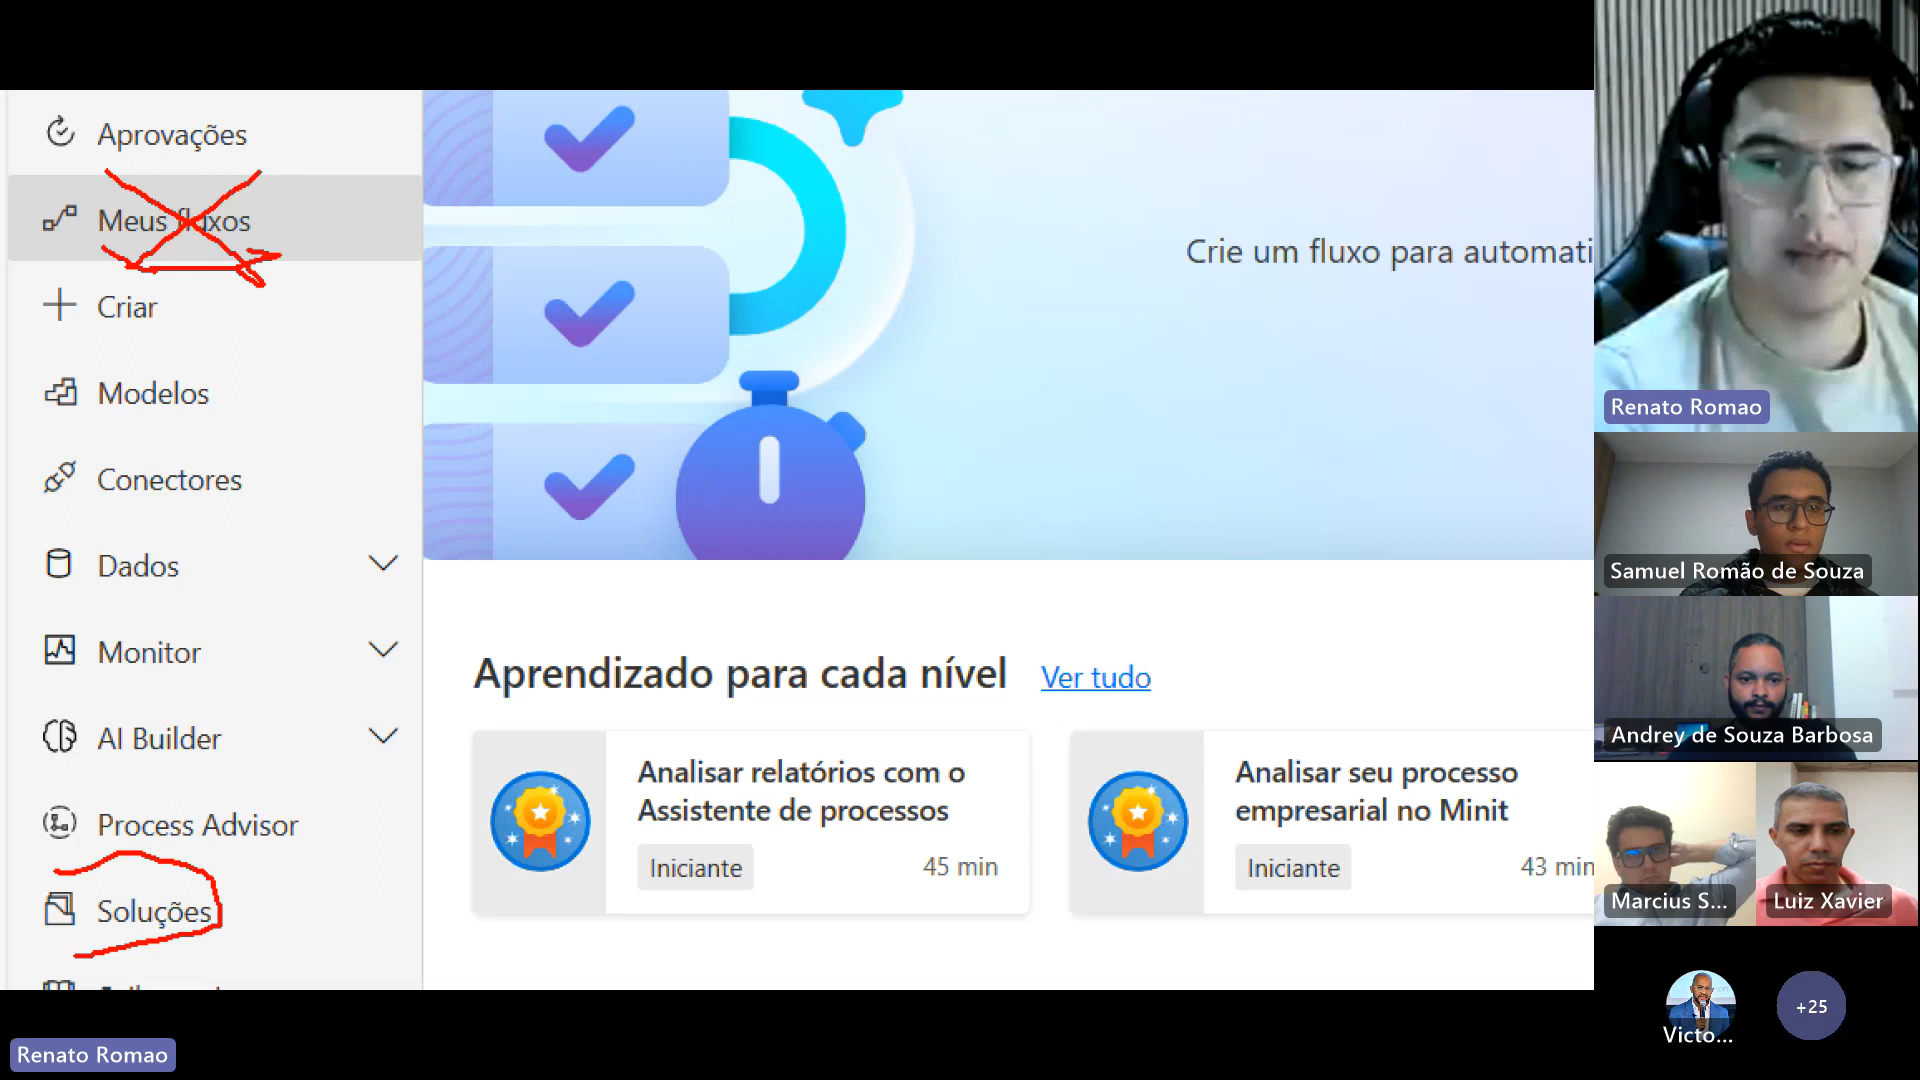 Aprovações
Meus fluxos
Criar
Modelos
Conectores
Dados
Monitor
AI Builder
Process Advisor
Soluções
Crie um fluxo para automati
Aprendizado para cada nível
Ver tudo
Analisar relatórios com o
Assistente de processos
Iniciante
45 min
Analisar seu processo
empresarial no Minit
Iniciante
43 min
Renato Romao
Samuel Romão de Souza
Andrey de Souza Barbosa
Marcius S...
Luiz Xavier
Victo...
+25
Renato Romao